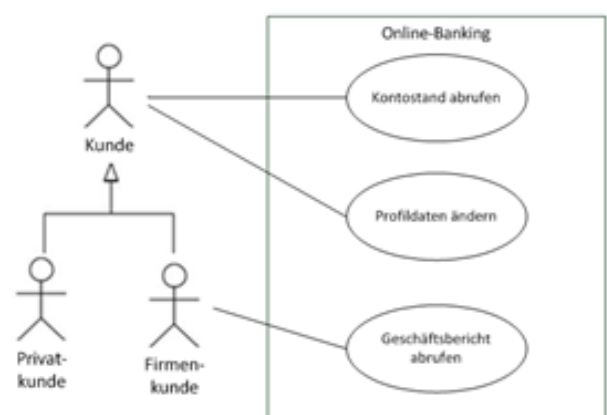 Online-Banking
Kontostand abrufen
Kunde
Profildaten ändern
Privat-
kunde
Firmen-
kunde
Geschäftsbericht
abrufen